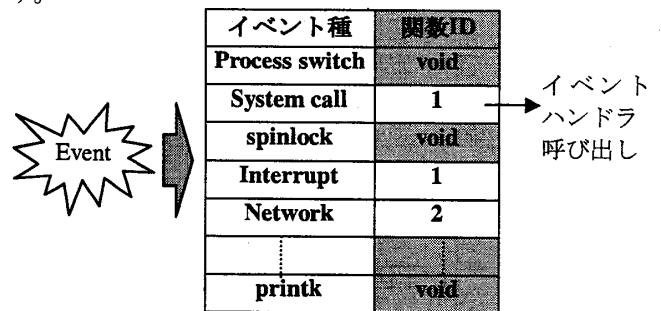 す。
イベント種 関数ID
Process switch void
System call 1
spinlock void
Interrupt 1
Network 2
printk void
Event
イベント
ハンドラ
呼び出し